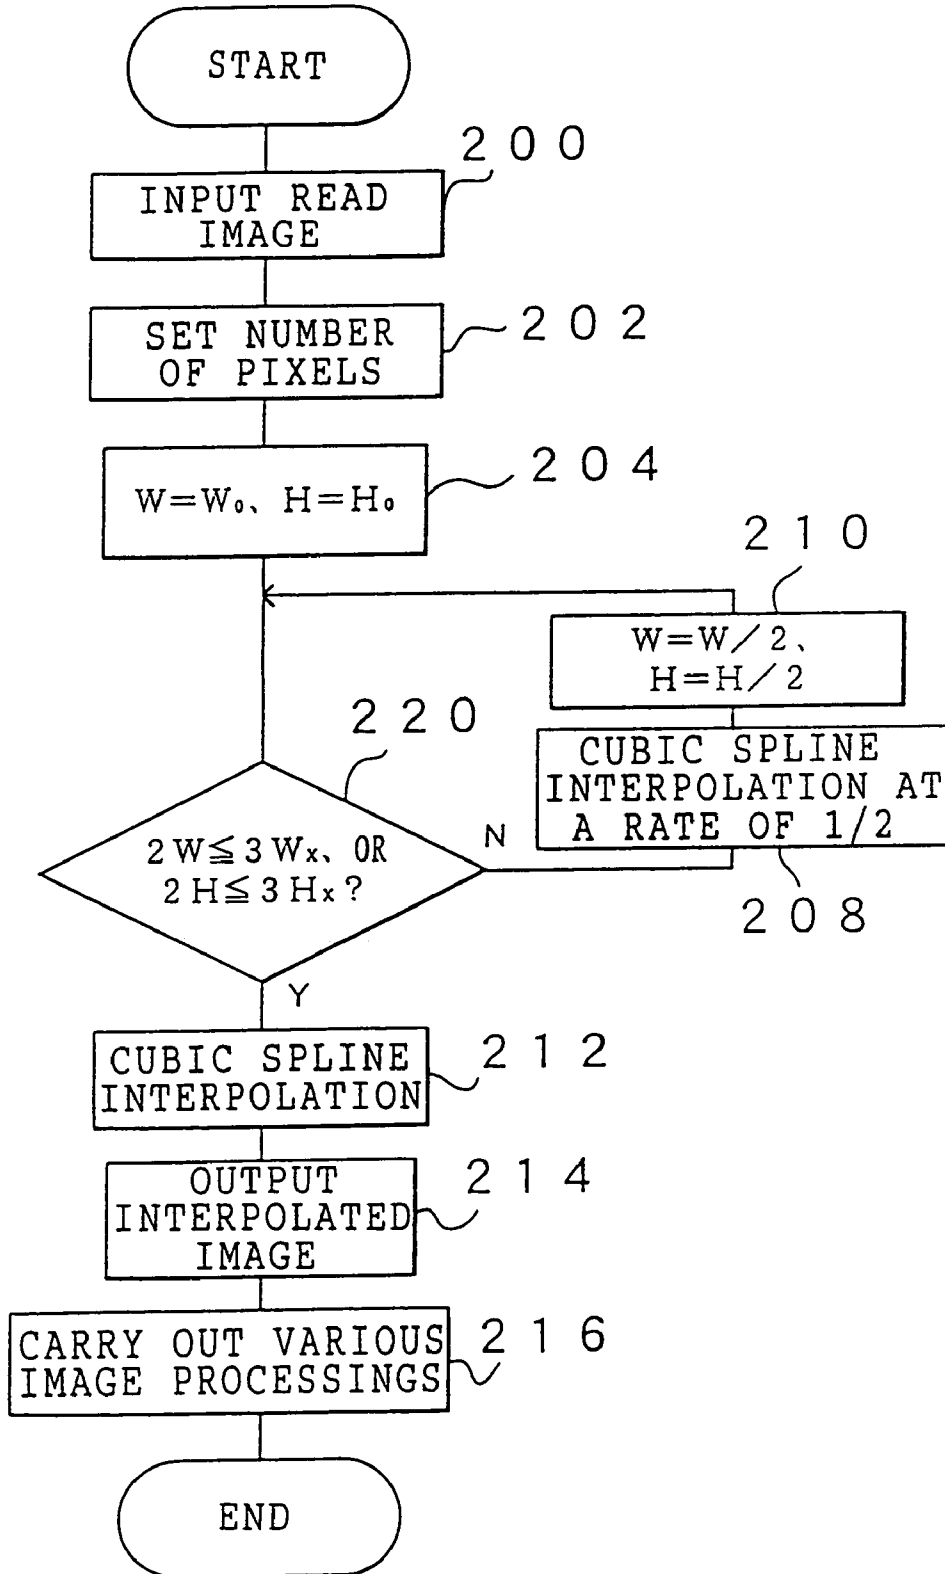 START
200
INPUT READ
IMAGE
202
SET NUMBER
OF PIXELS
204
W=W₀、H=H₀
210
W=W／2、
H=H／2
220
CUBIC SPLINE
INTERPOLATION AT
A RATE OF 1/2
208
2W≦3Wx、OR
2H≦3Hx?
N
Y
212
CUBIC SPLINE
INTERPOLATION
214
OUTPUT
INTERPOLATED
IMAGE
216
CARRY OUT VARIOUS
IMAGE PROCESSINGS
END